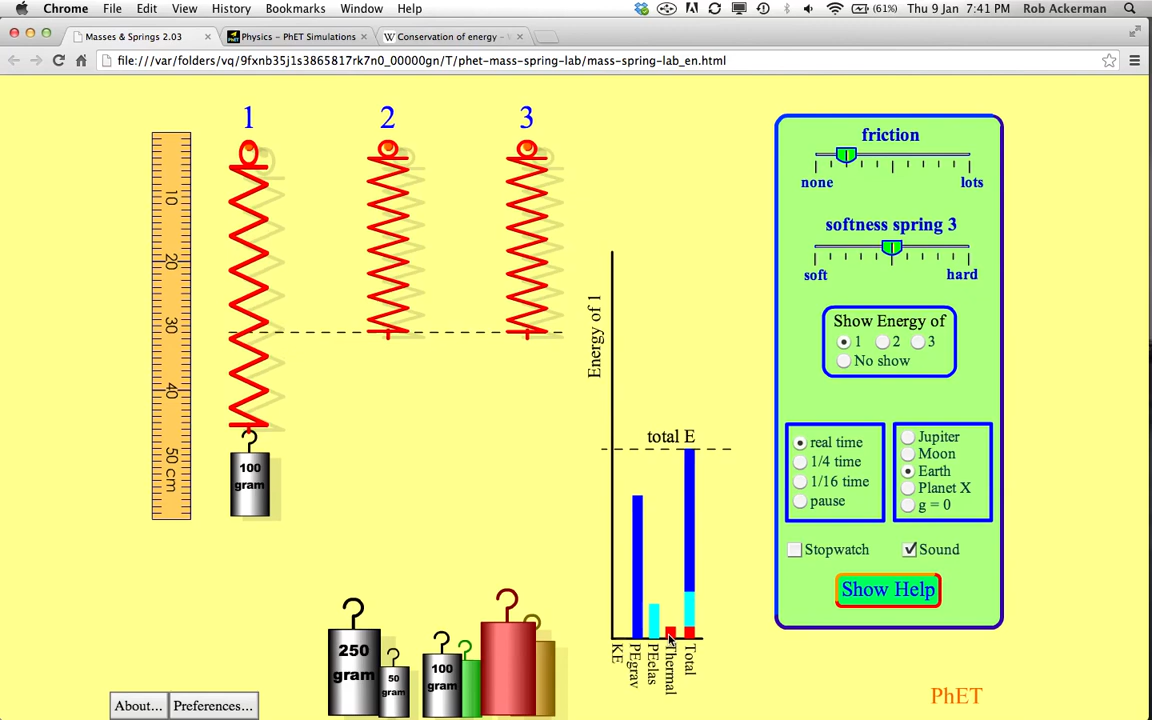 Chrome File Edit View History Bookmarks Window Help (61%) Thu 9 Jan 7:41 PM Rob Ackerman
Masses & Springs 2.03 Physics – PhET Simulations Conservation of energy -
file:///var/folders/vq/9fxnb35j1s3865817rk7n0_00000gn/T/phet-mass-spring-lab/mass-spring-lab_en.html
1 2 3
10
20
30
40
50 cm
100
gram
friction
none lots
softness spring 3
soft hard
Show Energy of
1 2 3
No show
real time
1/4 time
1/16 time
pause
Jupiter
Moon
Earth
Planet X
g = 0
Stopwatch Sound
Show Help
Energy of 1
total E
KE
PEgrav
PEelas
Thermal
Total
250
gram
50
gram
100
gram
About... Preferences...
PhET